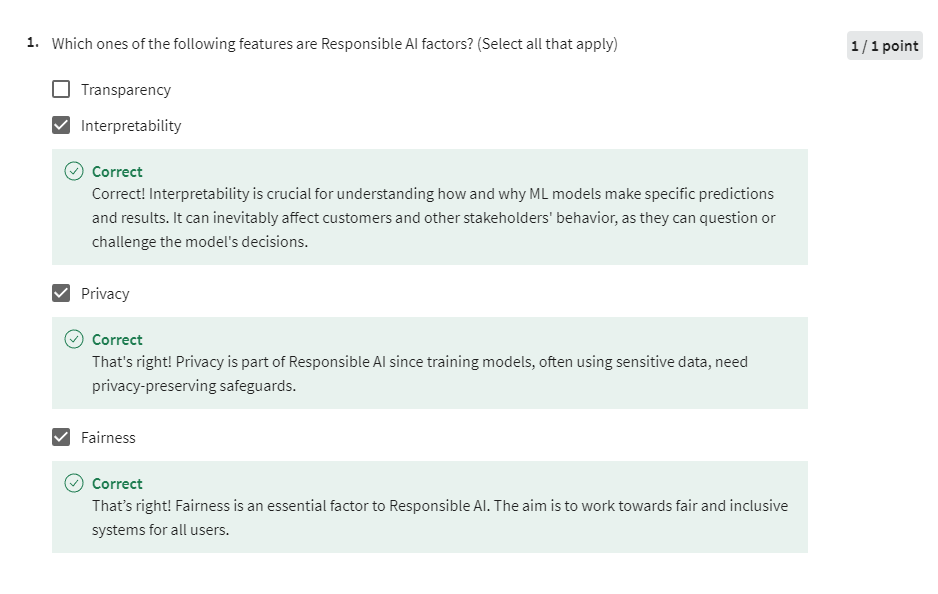 1. Which ones of the following features are Responsible AI factors? (Select all that apply)
1 / 1 point
Transparency
Interpretability
Correct
Correct! Interpretability is crucial for understanding how and why ML models make specific predictions
and results. It can inevitably affect customers and other stakeholders' behavior, as they can question or
challenge the model's decisions.
Privacy
Correct
That's right! Privacy is part of Responsible AI since training models, often using sensitive data, need
privacy-preserving safeguards.
Fairness
Correct
That’s right! Fairness is an essential factor to Responsible AI. The aim is to work towards fair and inclusive
systems for all users.